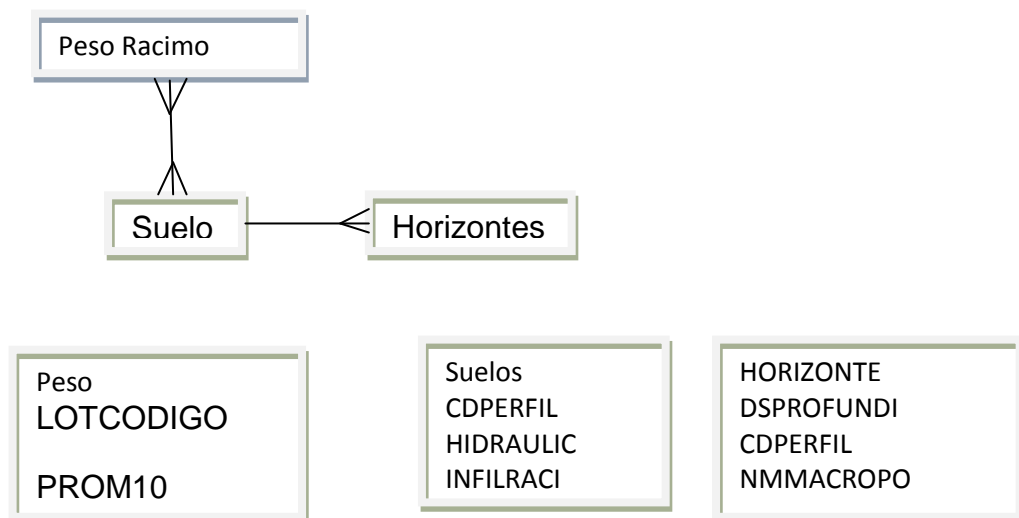 Peso Racimo
Suelo
Horizontes
Peso
LOTCODIGO
PROM10
Suelos
CDPERFIL
HIDRAULIC
INFILRACI
HORIZONTE
DSPROFUNDI
CDPERFIL
NMMACROPO